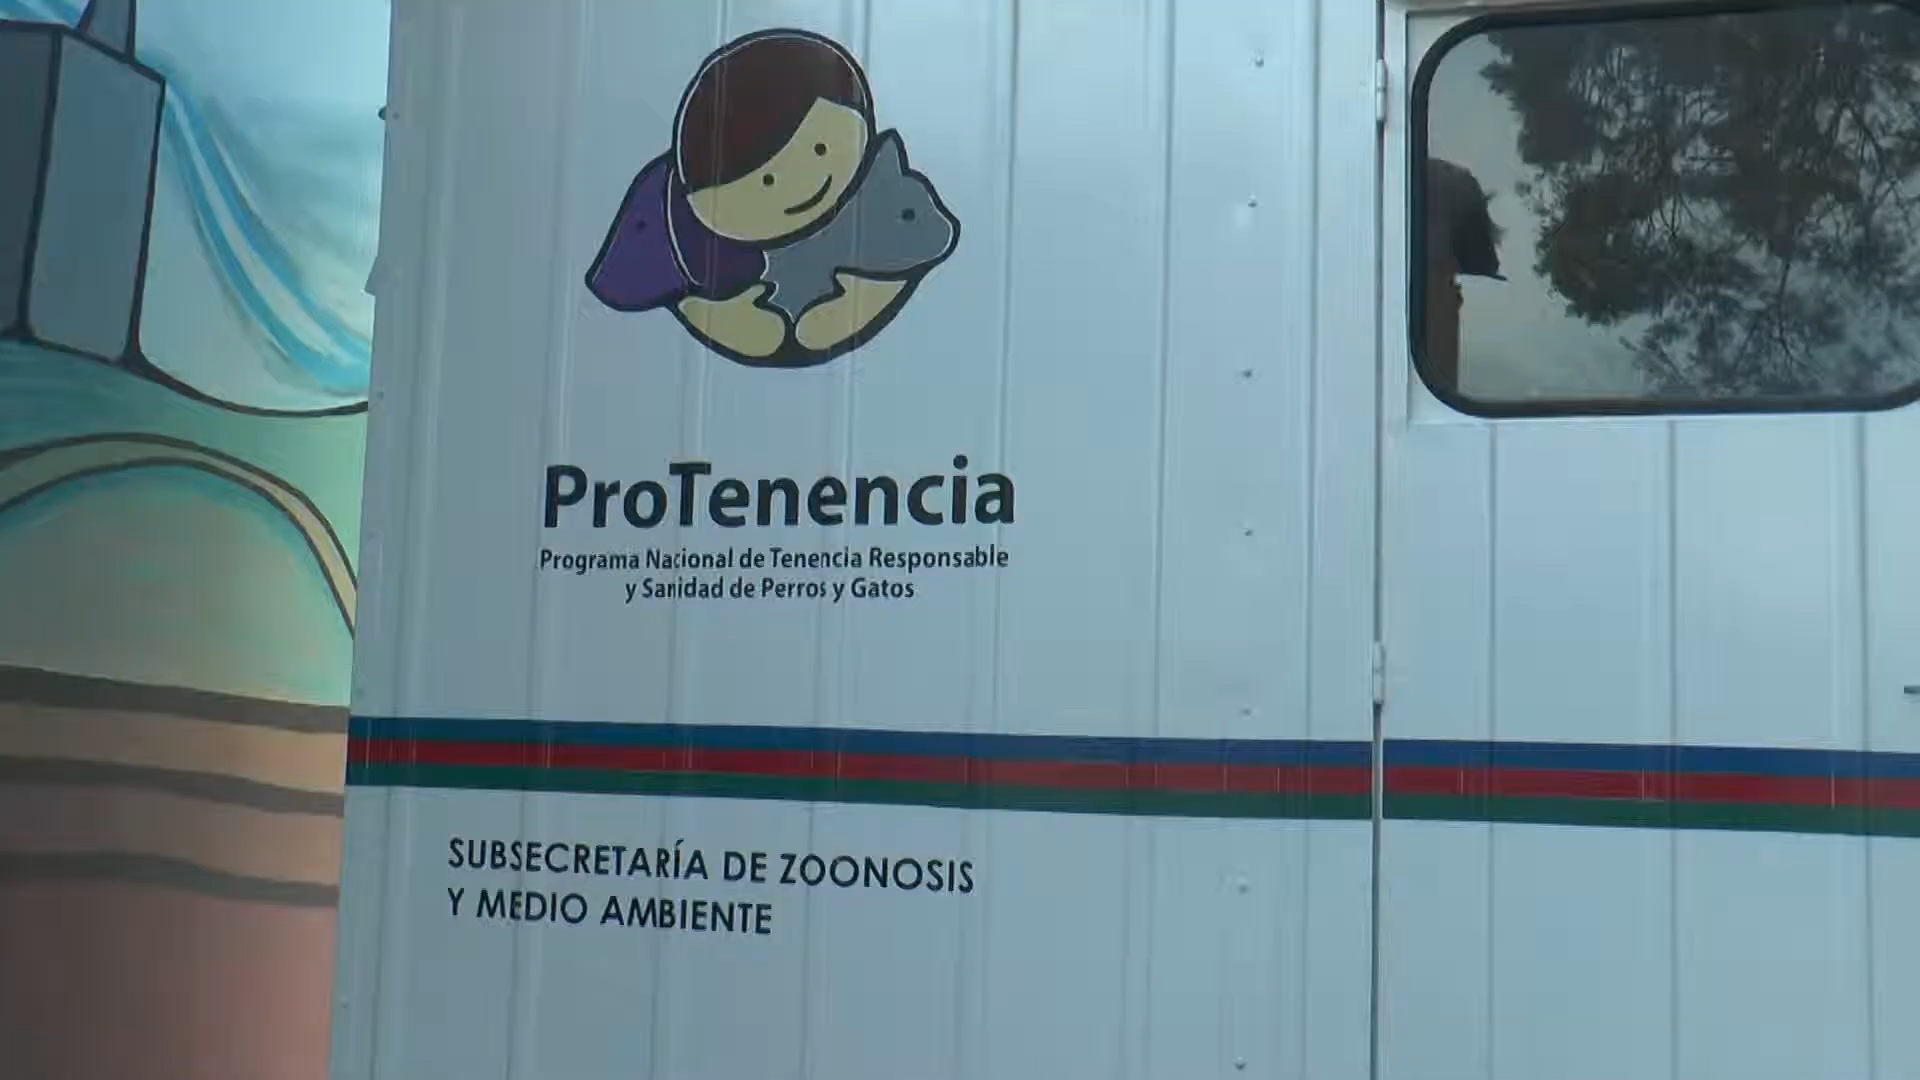 ProTenencia
Programa Nacional de Tenencia Responsable
y Sanidad de Perros y Gatos
SUBSECRETARÍA DE ZOONOSIS
Y MEDIO AMBIENTE